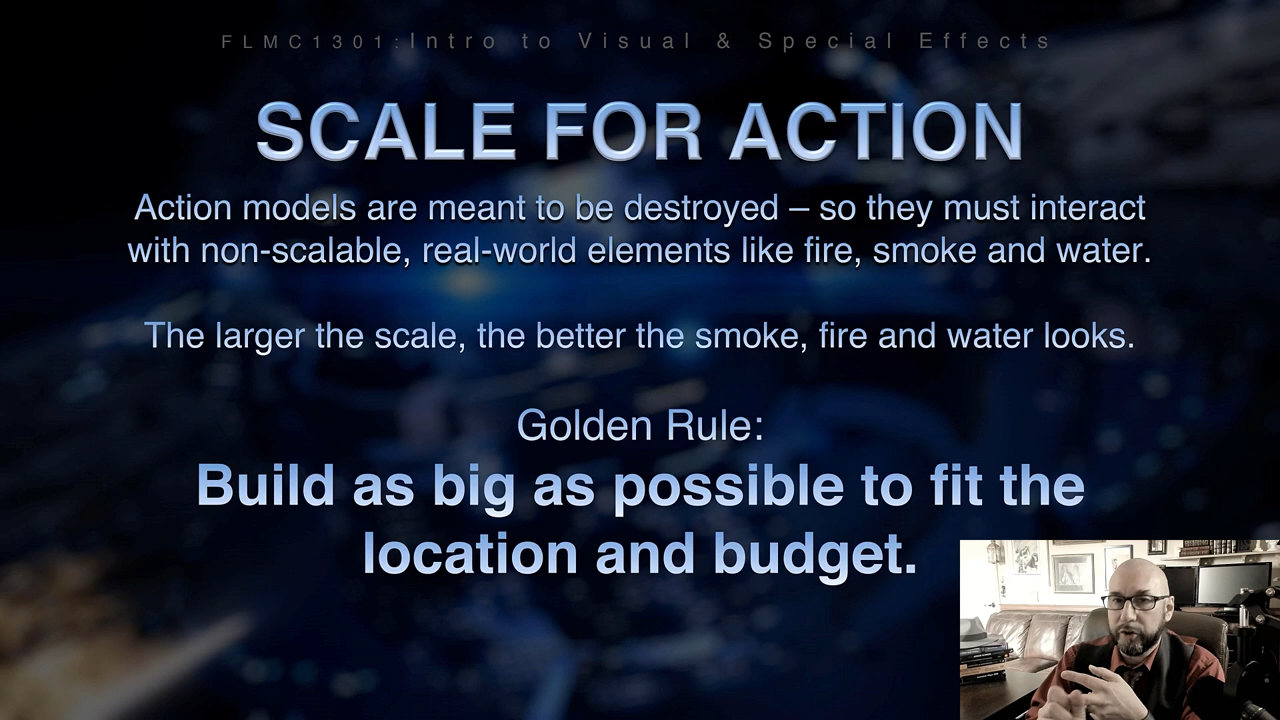 FLMC1301:Intro to Visual & Special Effects
SCALE FOR ACTION
Action models are meant to be destroyed – so they must interact
with non-scalable, real-world elements like fire, smoke and water.
The larger the scale, the better the smoke, fire and water looks.
Golden Rule:
Build as big as possible to fit the
location and budget.